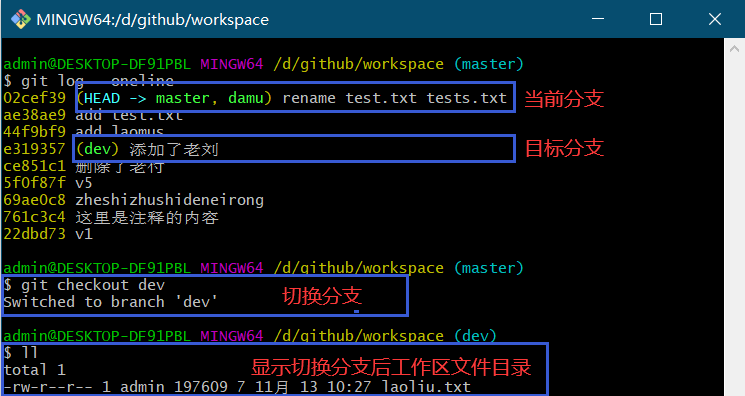 MINGW64:/d/github/workspace
admin@DESKTOP-DF91PBL MINGW64 /d/github/workspace (master)
$ git log --oneline
02cef39 (HEAD -> master, damu) rename test.txt tests.txt 当前分支
ae38ae9 add test.txt
44f9bf9 add laomus
e319357 (dev) 添加了老刘 目标分支
ce851c1 删除了老付
5f0f87f v5
69ae0c8 zheshizhushideneirong
761c3c4 这里是注释的内容
22dbd73 v1
admin@DESKTOP-DF91PBL MINGW64 /d/github/workspace (master)
$ git checkout dev
Switched to branch 'dev' 切换分支
admin@DESKTOP-DF91PBL MINGW64 /d/github/workspace (dev)
$ ll
total 1 显示切换分支后工作区文件目录
-rw-r--r-- 1 admin 197609 7 11月 13 10:27 laoliu.txt